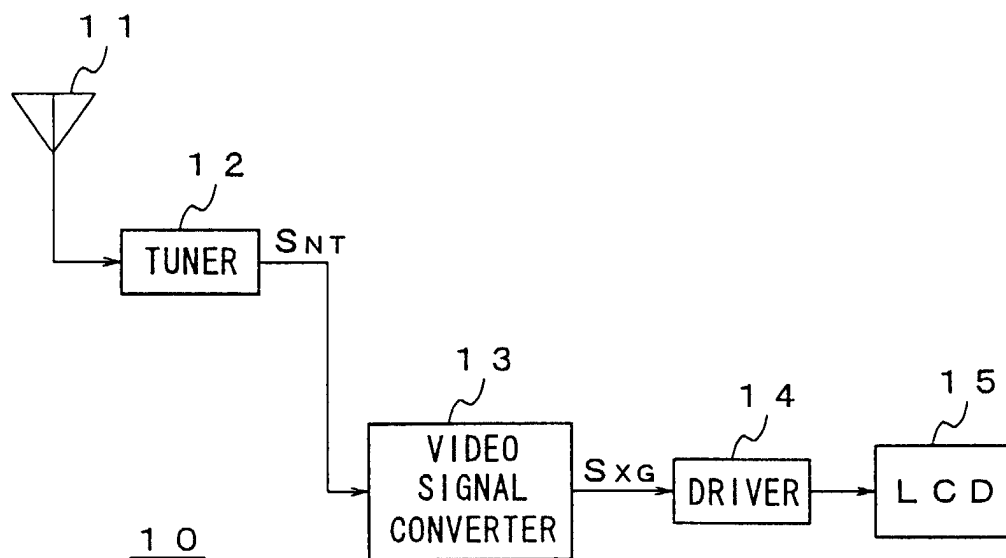 11
12
TUNER
SNT
13
VIDEO
SIGNAL
CONVERTER
SXG
14
DRIVER
15
LCD
10